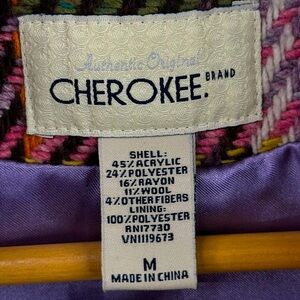 Authentic Original
CHEROKEE. BRAND
SHELL:
45% ACRYLIC
24% POLYESTER
16% RAYON
11% WOOL
4% OTHER FIBERS
LINING:
100% POLYESTER
RN17730
VN1119673
M
MADE IN CHINA